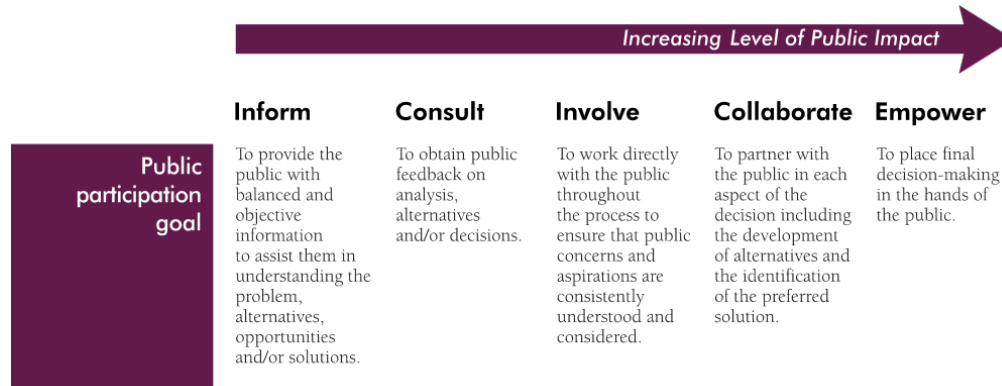 Increasing Level of Public Impact
Inform
Consult
Involve
Collaborate
Empower
Public
participation
goal
To provide the
public with
balanced and
objective
information
to assist them in
understanding the
problem,
alternatives,
opportunities
and/or solutions.
To obtain public
feedback on
analysis,
alternatives
and/or decisions.
To work directly
with the public
throughout
the process to
ensure that public
concerns and
aspirations are
consistently
understood and
considered.
To partner with
the public in each
aspect of the
decision including
the development
of alternatives and
the identification
of the preferred
solution.
To place final
decision-making
in the hands of
the public.